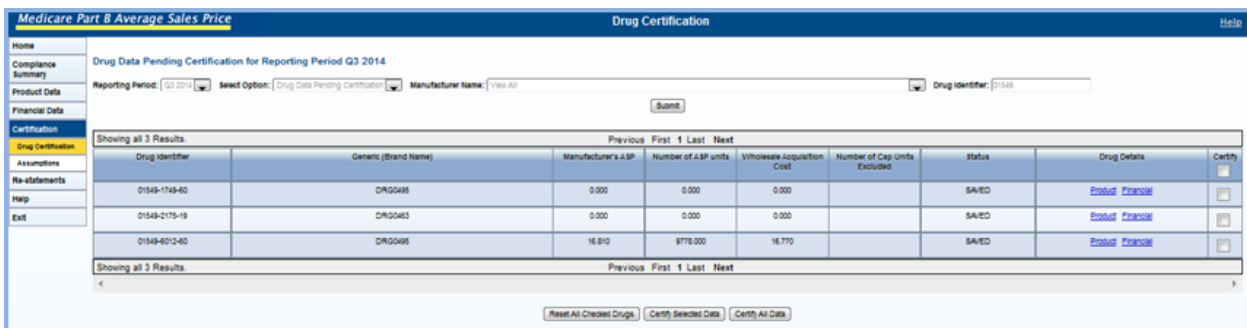 Medicare Part B Average Sales Price
Drug Certification
Help
Home
Compliance Summary
Product Data
Financial Data
Certification
Drug Certification
Assumptions
Re-statements
Help
Exit
Drug Data Pending Certification for Reporting Period Q3 2014
Reporting Period: Q3 2014 Select Option: Drug Data Pending Certification Manufacturer Name: View All Drug Identifier: 01549
Submit
Showing all 3 Results. Previous First 1 Last Next
Drug Identifier Generic (Brand Name) Manufacturer's ASP Number of ASP units Wholesale Acquisition Cost Number of Cap Units Excluded Status Drug Details Certify
01549-1749-60 DRG0495 0.000 0.000 0.000 SAVED Product Financial
01549-2175-19 DRG0463 0.000 0.000 0.000 SAVED Product Financial
01549-6012-60 DRG0495 16.810 9778.000 16.770 SAVED Product Financial
Showing all 3 Results. Previous First 1 Last Next
Reset All Checked Drugs Certify Selected Data Certify All Data